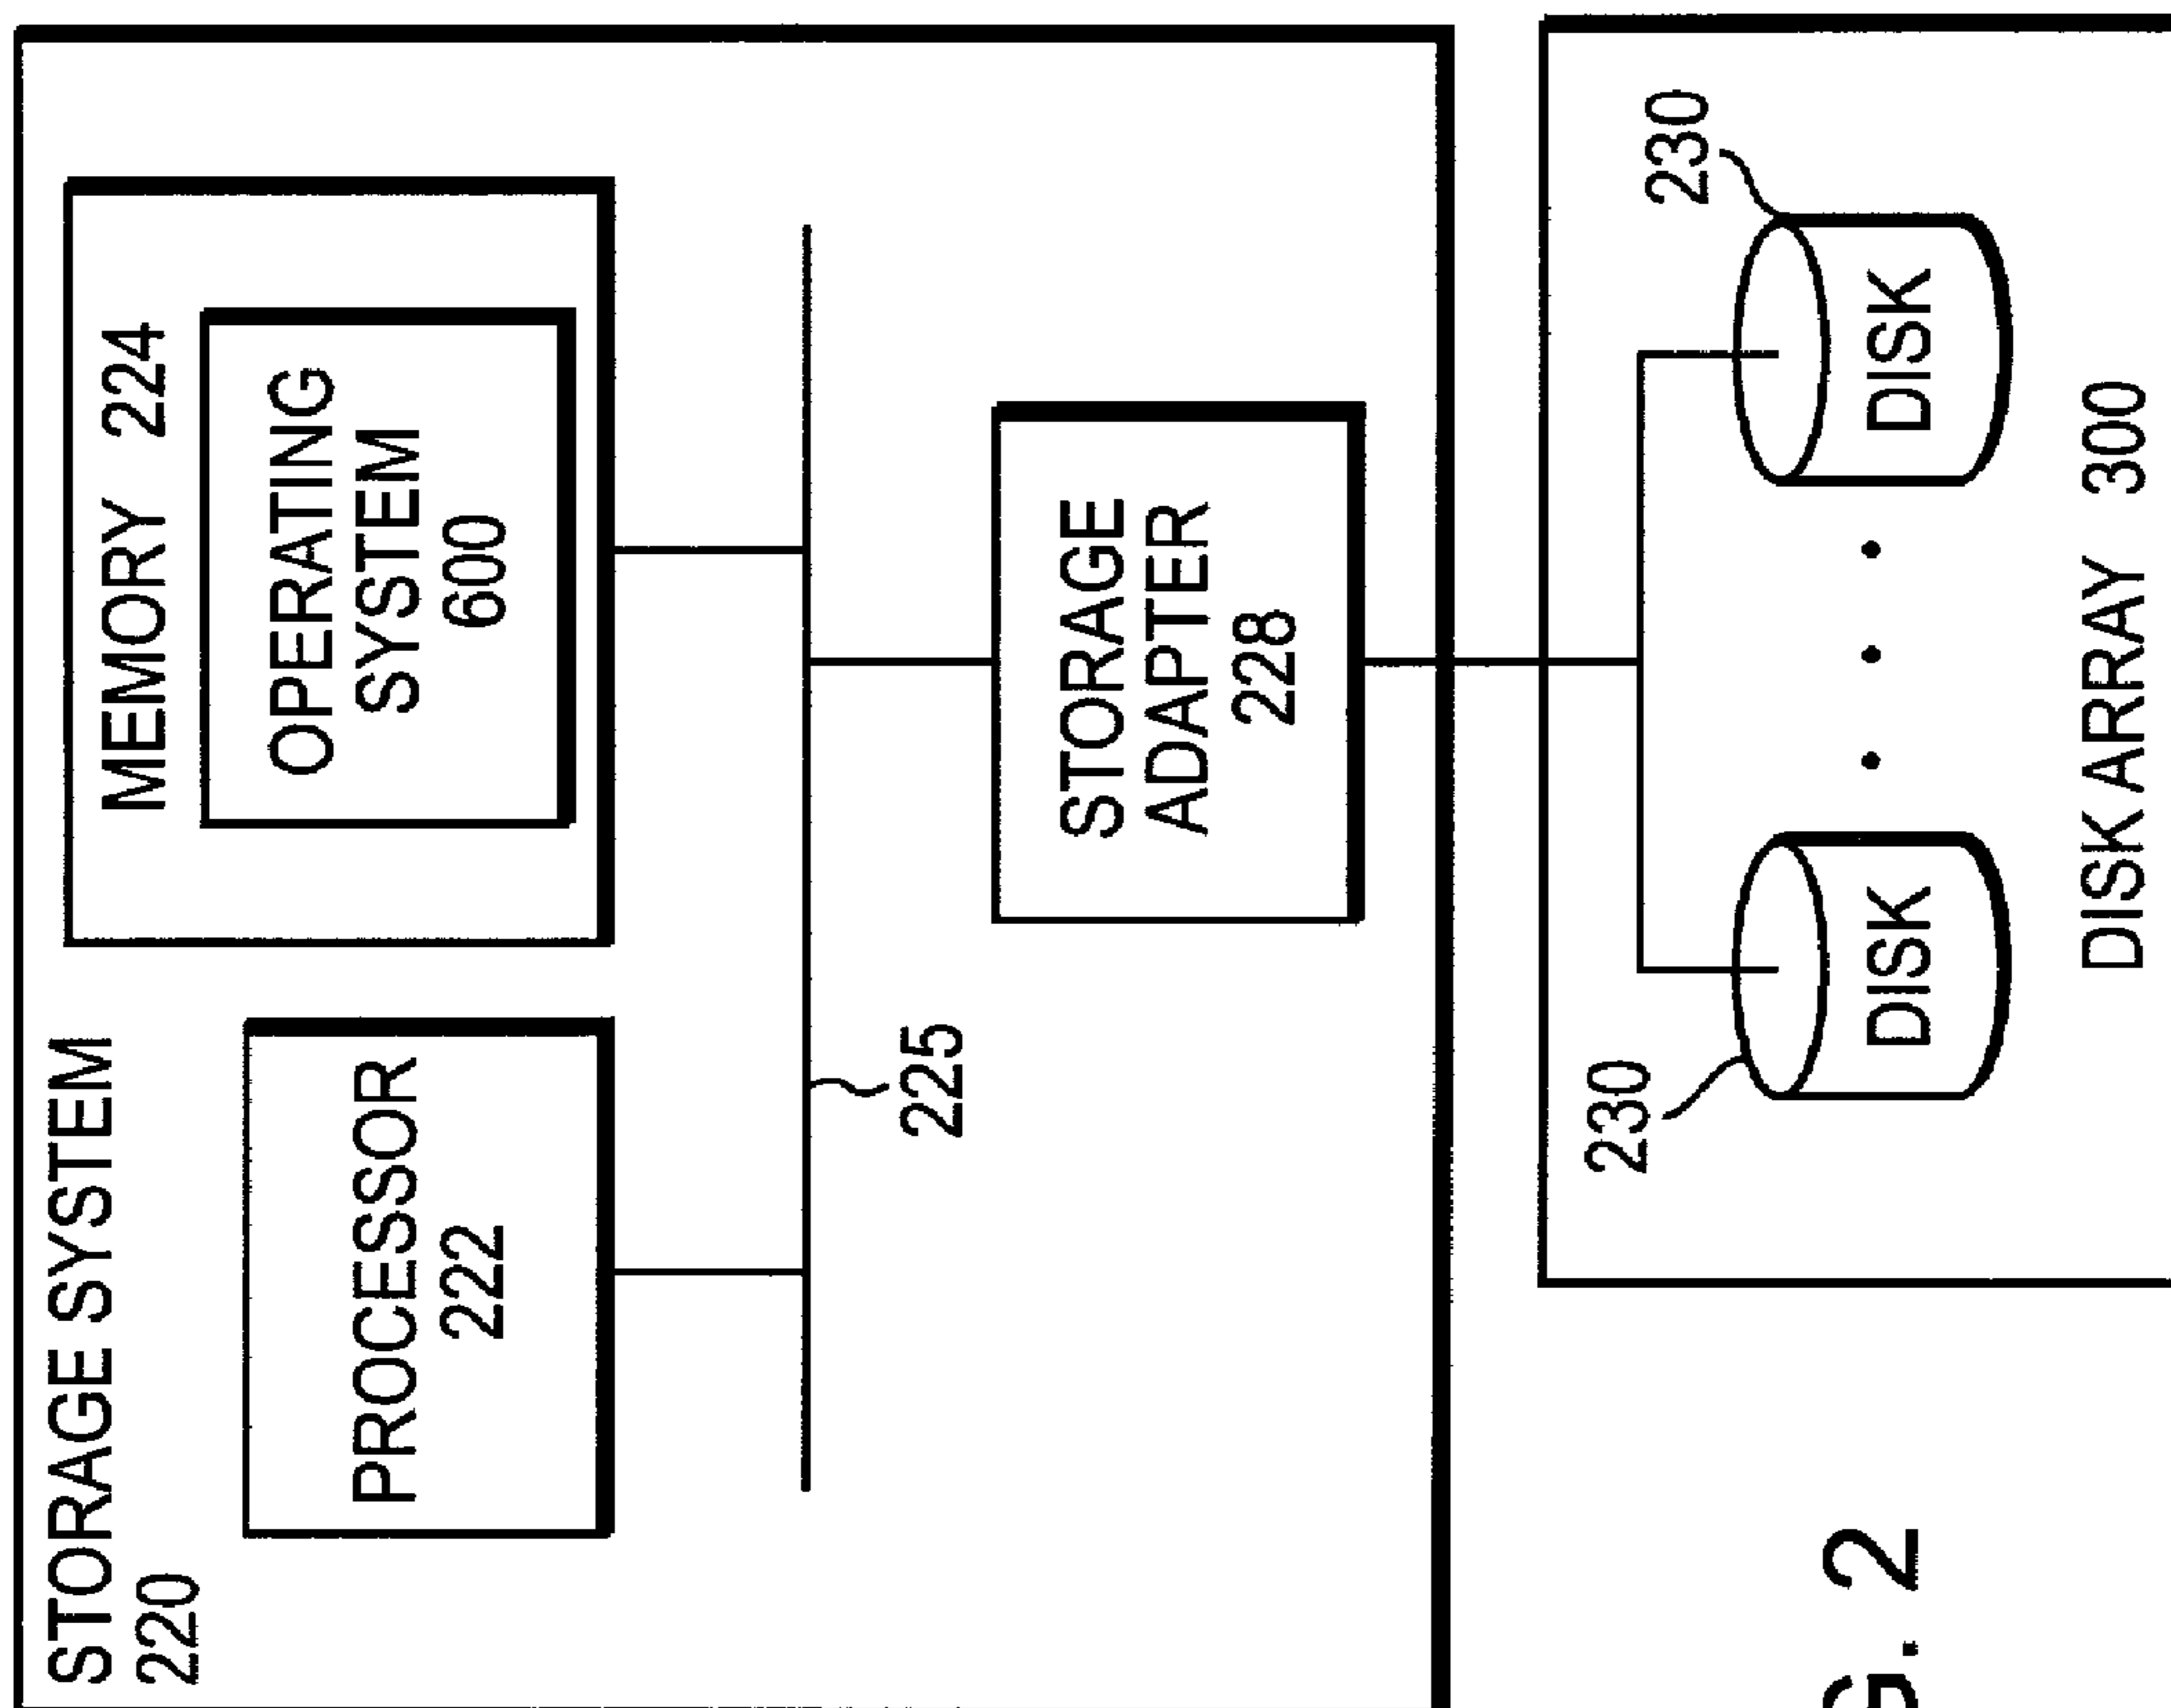 STORAGE SYSTEM
220
MEMORY 224
OPERATING
SYSTEM
600
PROCESSOR
222
225
STORAGE
ADAPTER
228
230
230
DISK
DISK
DISK ARRAY 300
G. 2